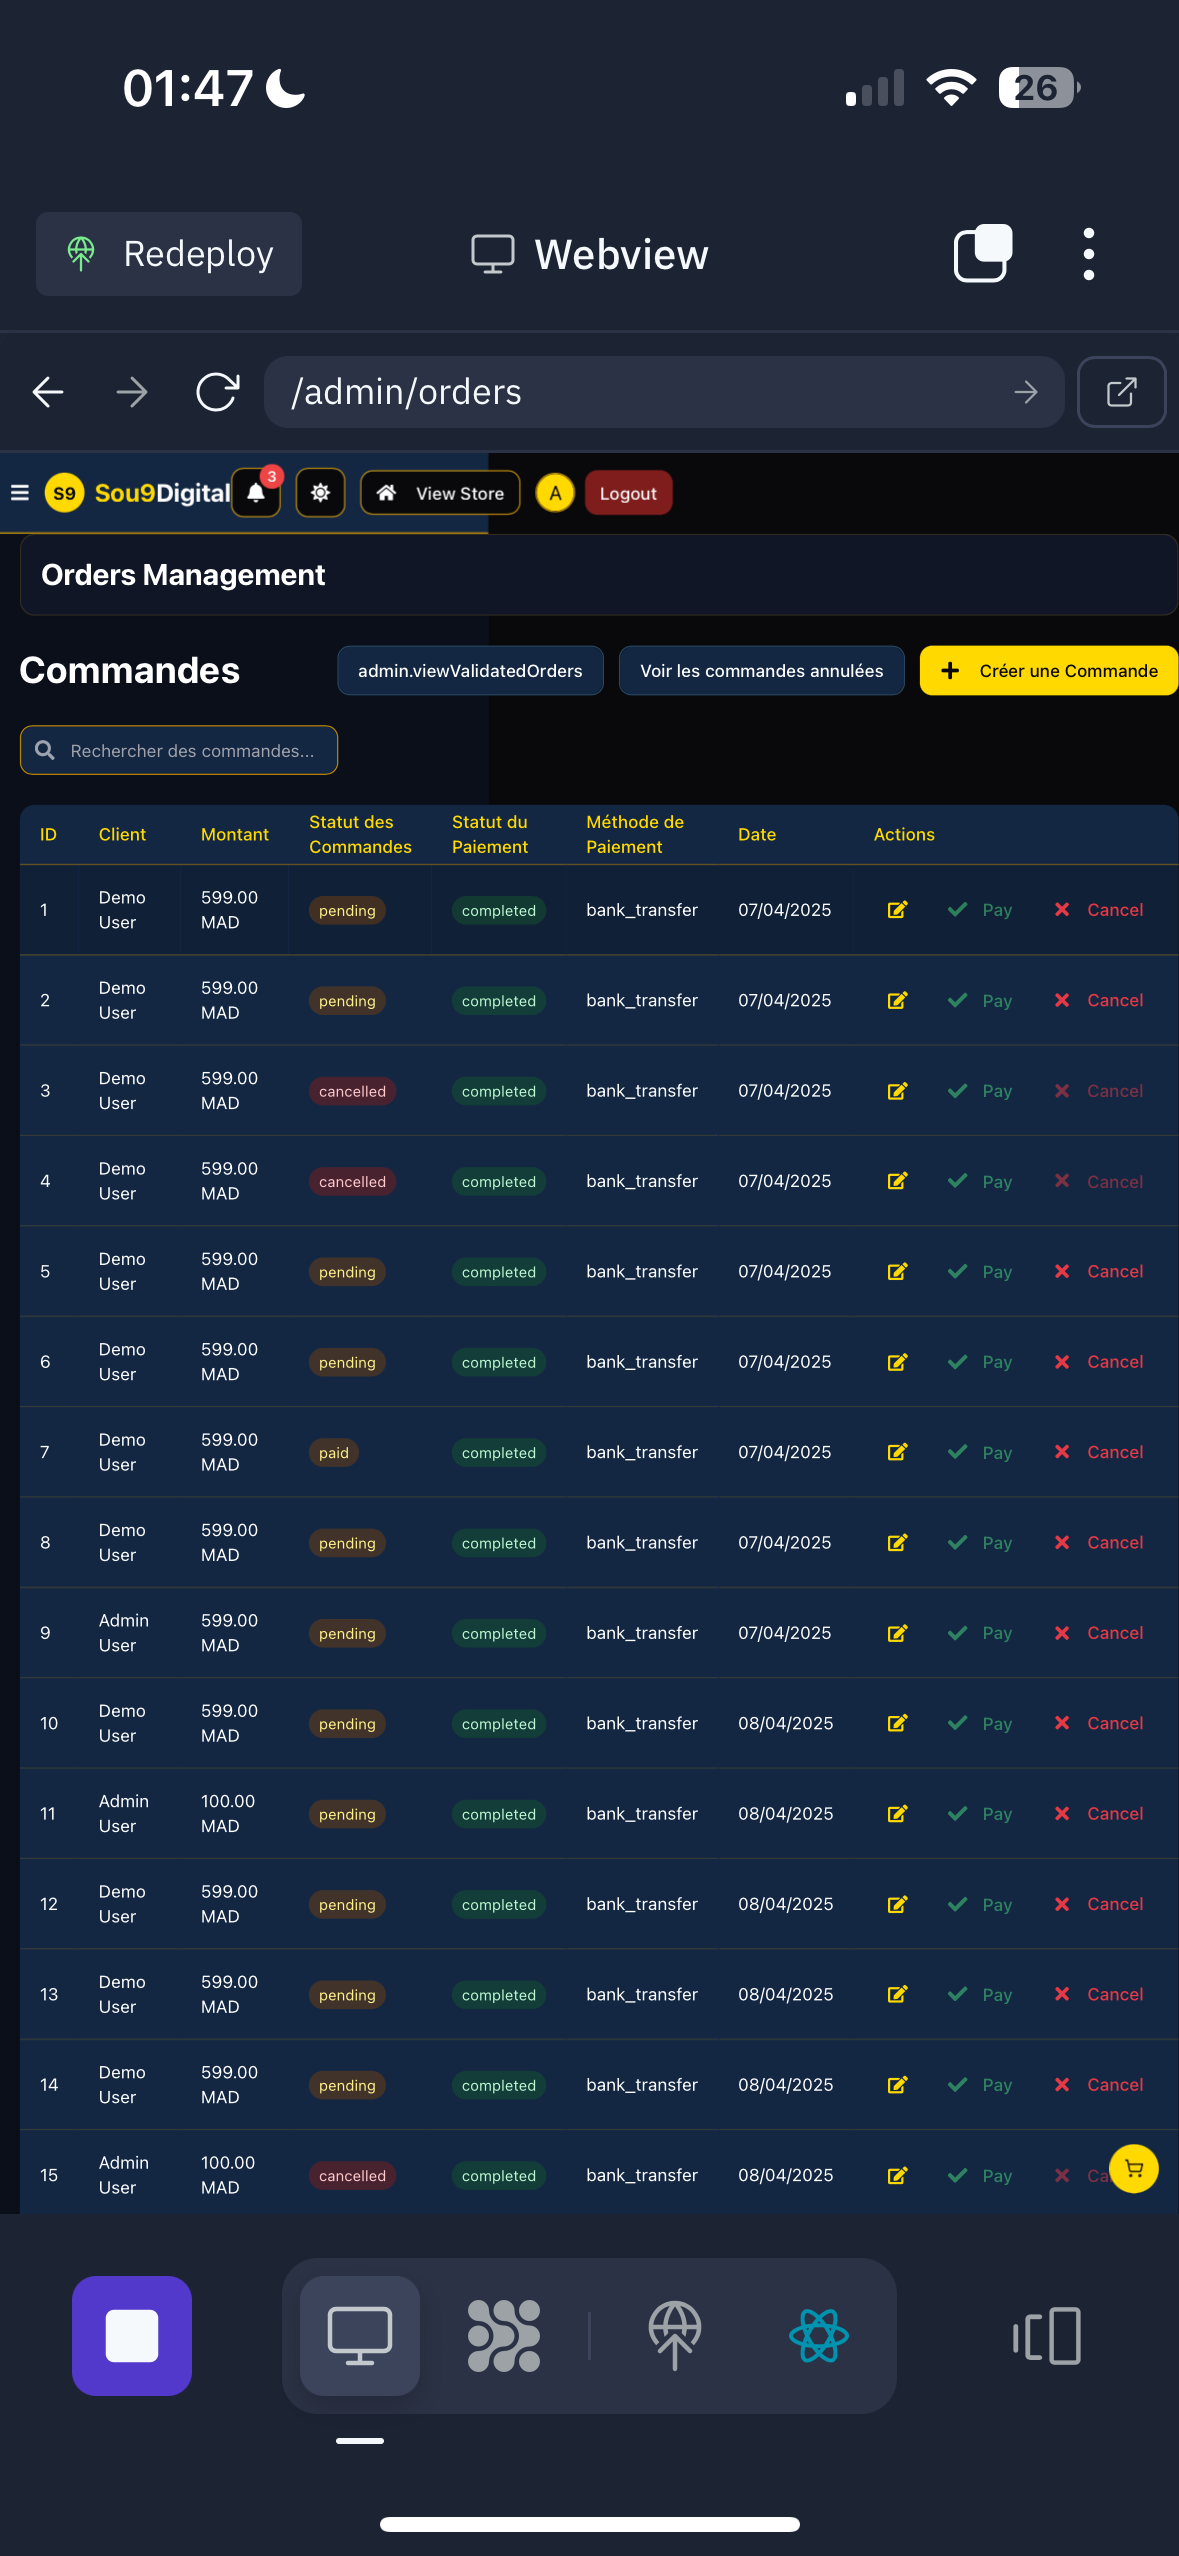 01:47
26
Redeploy
Webview
/admin/orders
S9 Sou9Digital 3 View Store A Logout
Orders Management
Commandes admin.viewValidatedOrders Voir les commandes annulées Créer une Commande
Rechercher des commandes...
ID Client Montant Statut des Commandes Statut du Paiement Méthode de Paiement Date Actions
1 Demo User 599.00 MAD pending completed bank_transfer 07/04/2025 Pay Cancel
2 Demo User 599.00 MAD pending completed bank_transfer 07/04/2025 Pay Cancel
3 Demo User 599.00 MAD cancelled completed bank_transfer 07/04/2025 Pay Cancel
4 Demo User 599.00 MAD cancelled completed bank_transfer 07/04/2025 Pay Cancel
5 Demo User 599.00 MAD pending completed bank_transfer 07/04/2025 Pay Cancel
6 Demo User 599.00 MAD pending completed bank_transfer 07/04/2025 Pay Cancel
7 Demo User 599.00 MAD paid completed bank_transfer 07/04/2025 Pay Cancel
8 Demo User 599.00 MAD pending completed bank_transfer 07/04/2025 Pay Cancel
9 Admin User 599.00 MAD pending completed bank_transfer 07/04/2025 Pay Cancel
10 Demo User 599.00 MAD pending completed bank_transfer 08/04/2025 Pay Cancel
11 Admin User 100.00 MAD pending completed bank_transfer 08/04/2025 Pay Cancel
12 Demo User 599.00 MAD pending completed bank_transfer 08/04/2025 Pay Cancel
13 Demo User 599.00 MAD pending completed bank_transfer 08/04/2025 Pay Cancel
14 Demo User 599.00 MAD pending completed bank_transfer 08/04/2025 Pay Cancel
15 Admin User 100.00 MAD cancelled completed bank_transfer 08/04/2025 Pay